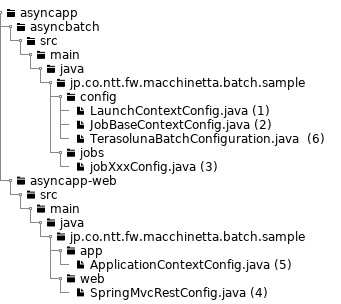 asyncapp
asyncbatch
src
main
java
jp.co.ntt.fw.macchinetta.batch.sample
config
LaunchContextConfig.java (1)
JobBaseContextConfig.java (2)
TerasolunaBatchConfiguration.java (6)
jobs
jobXxxConfig.java (3)
asyncapp-web
src
main
java
jp.co.ntt.fw.macchinetta.batch.sample
app
ApplicationContextConfig.java (5)
web
SpringMvcRestConfig.java (4)